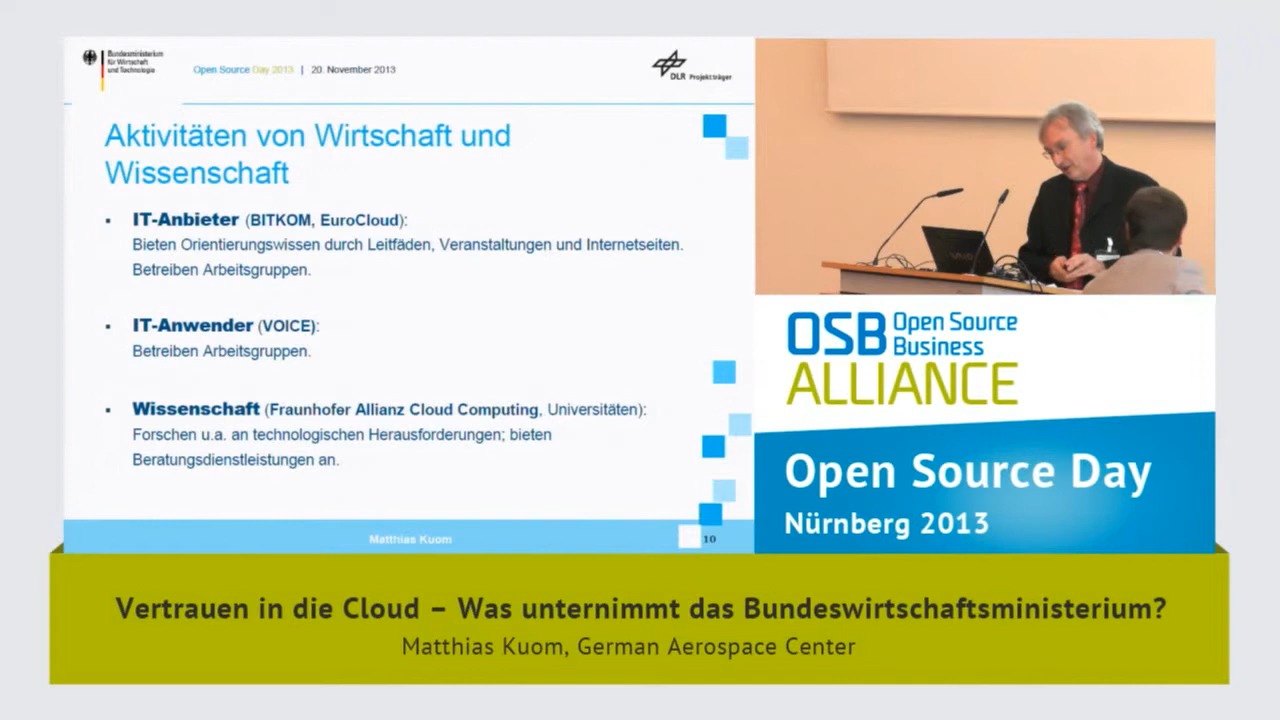 Bundesministerium
für Wirtschaft
und Technologie
Open Source Day 2013 | 20. November 2013
DLR Projektträger
Aktivitäten von Wirtschaft und
Wissenschaft
▪ IT-Anbieter (BITKOM, EuroCloud):
Bieten Orientierungswissen durch Leitfäden, Veranstaltungen und Internetseiten.
Betreiben Arbeitsgruppen.
▪ IT-Anwender (VOICE):
Betreiben Arbeitsgruppen.
▪ Wissenschaft (Fraunhofer Allianz Cloud Computing, Universitäten):
Forschen u.a. an technologischen Herausforderungen; bieten
Beratungsdienstleistungen an.
Matthias Kuom
10
OSB Open Source
Business
ALLIANCE
Open Source Day
Nürnberg 2013
Vertrauen in die Cloud – Was unternimmt das Bundeswirtschaftsministerium?
Matthias Kuom, German Aerospace Center